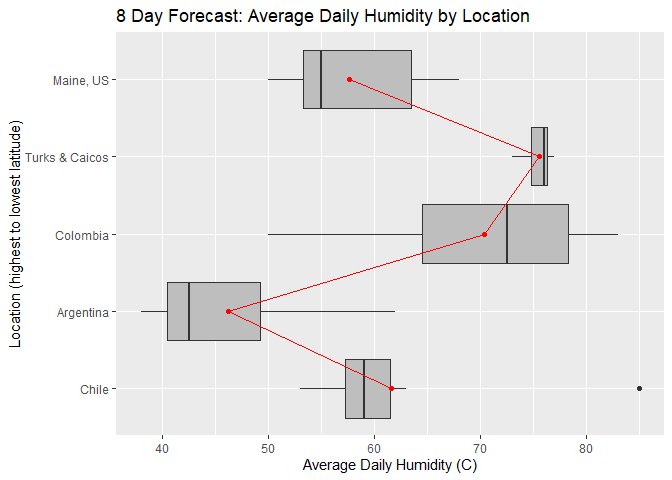 8 Day Forecast: Average Daily Humidity by Location
Location (highest to lowest latitude)
Maine, US
Turks & Caicos
Colombia
Argentina
Chile
40 50 60 70 80
Average Daily Humidity (C)